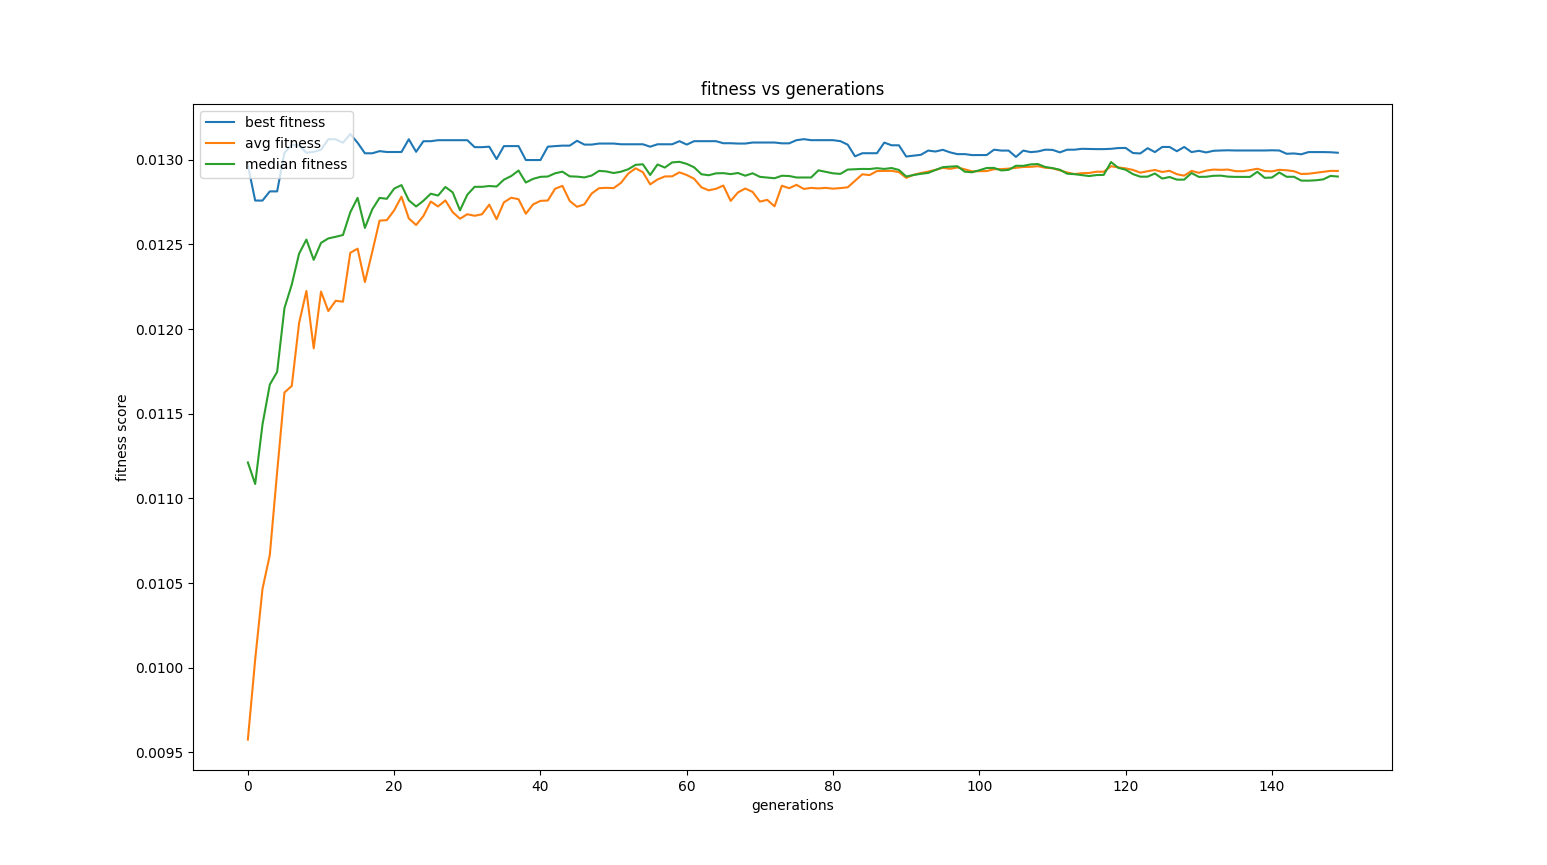 fitness vs generations
best fitness
avg fitness
median fitness
0.0130
0.0125
0.0120
0.0115
0.0110
0.0105
0.0100
0.0095
fitness score
0 20 40 60 80 100 120 140
generations